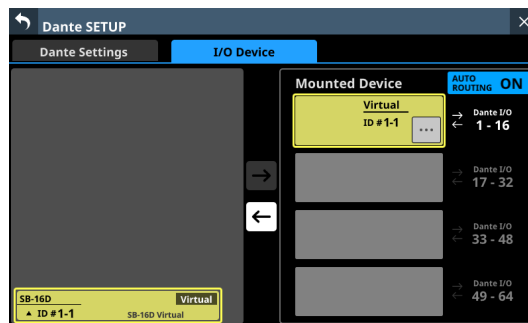 Dante SETUP
Dante Settings
I/O Device
Mounted Device
AUTO ROUTING ON
Virtual
ID #1-1
...
Dante I/O
1 - 16
Dante I/O
17 - 32
Dante I/O
33 - 48
Dante I/O
49 - 64
SB-16D Virtual
ID #1-1 SB-16D Virtual